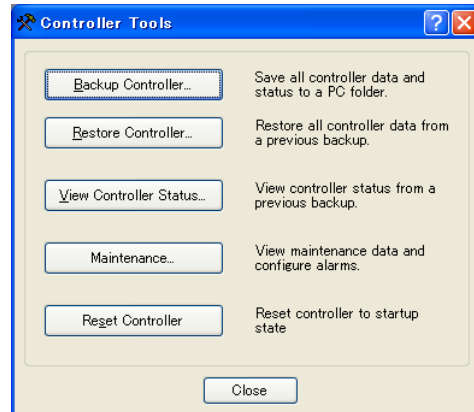 Controller Tools
Backup Controller...
Save all controller data and
status to a PC folder.
Restore Controller...
Restore all controller data from
a previous backup.
View Controller Status...
View controller status from a
previous backup.
Maintenance...
View maintenance data and
configure alarms.
Reset Controller
Reset controller to startup
state
Close